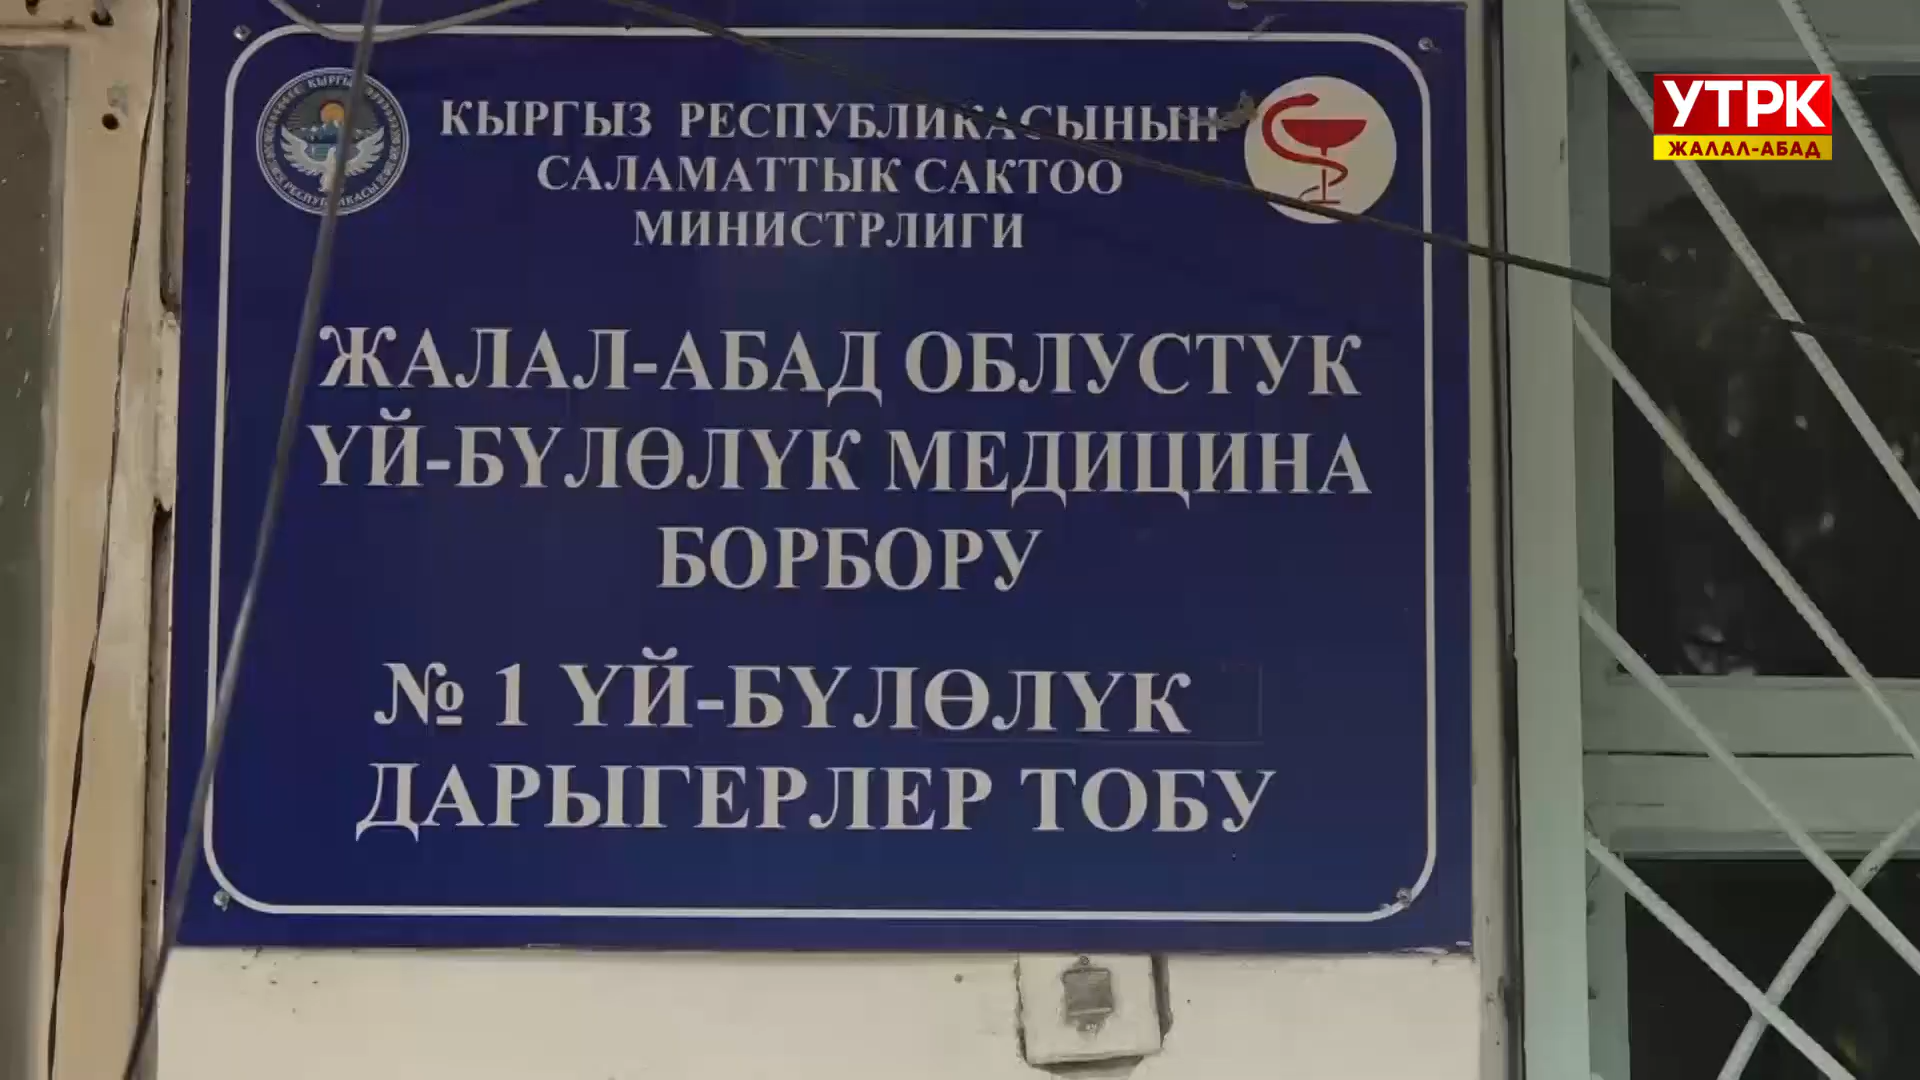 КЫРГЫЗ РЕСПУБЛИКАСЫНЫН
САЛАМАТТЫК САКТОО
МИНИСТРЛИГИ
ЖАЛАЛ-АБАД ОБЛУСТУК
ҮЙ-БҮЛӨЛҮК МЕДИЦИНА
БОРБОРУ
№ 1 ҮЙ-БҮЛӨЛҮК
ДАРЫГЕРЛЕР ТОБУ
УТРК
ЖАЛАЛ-АБАД